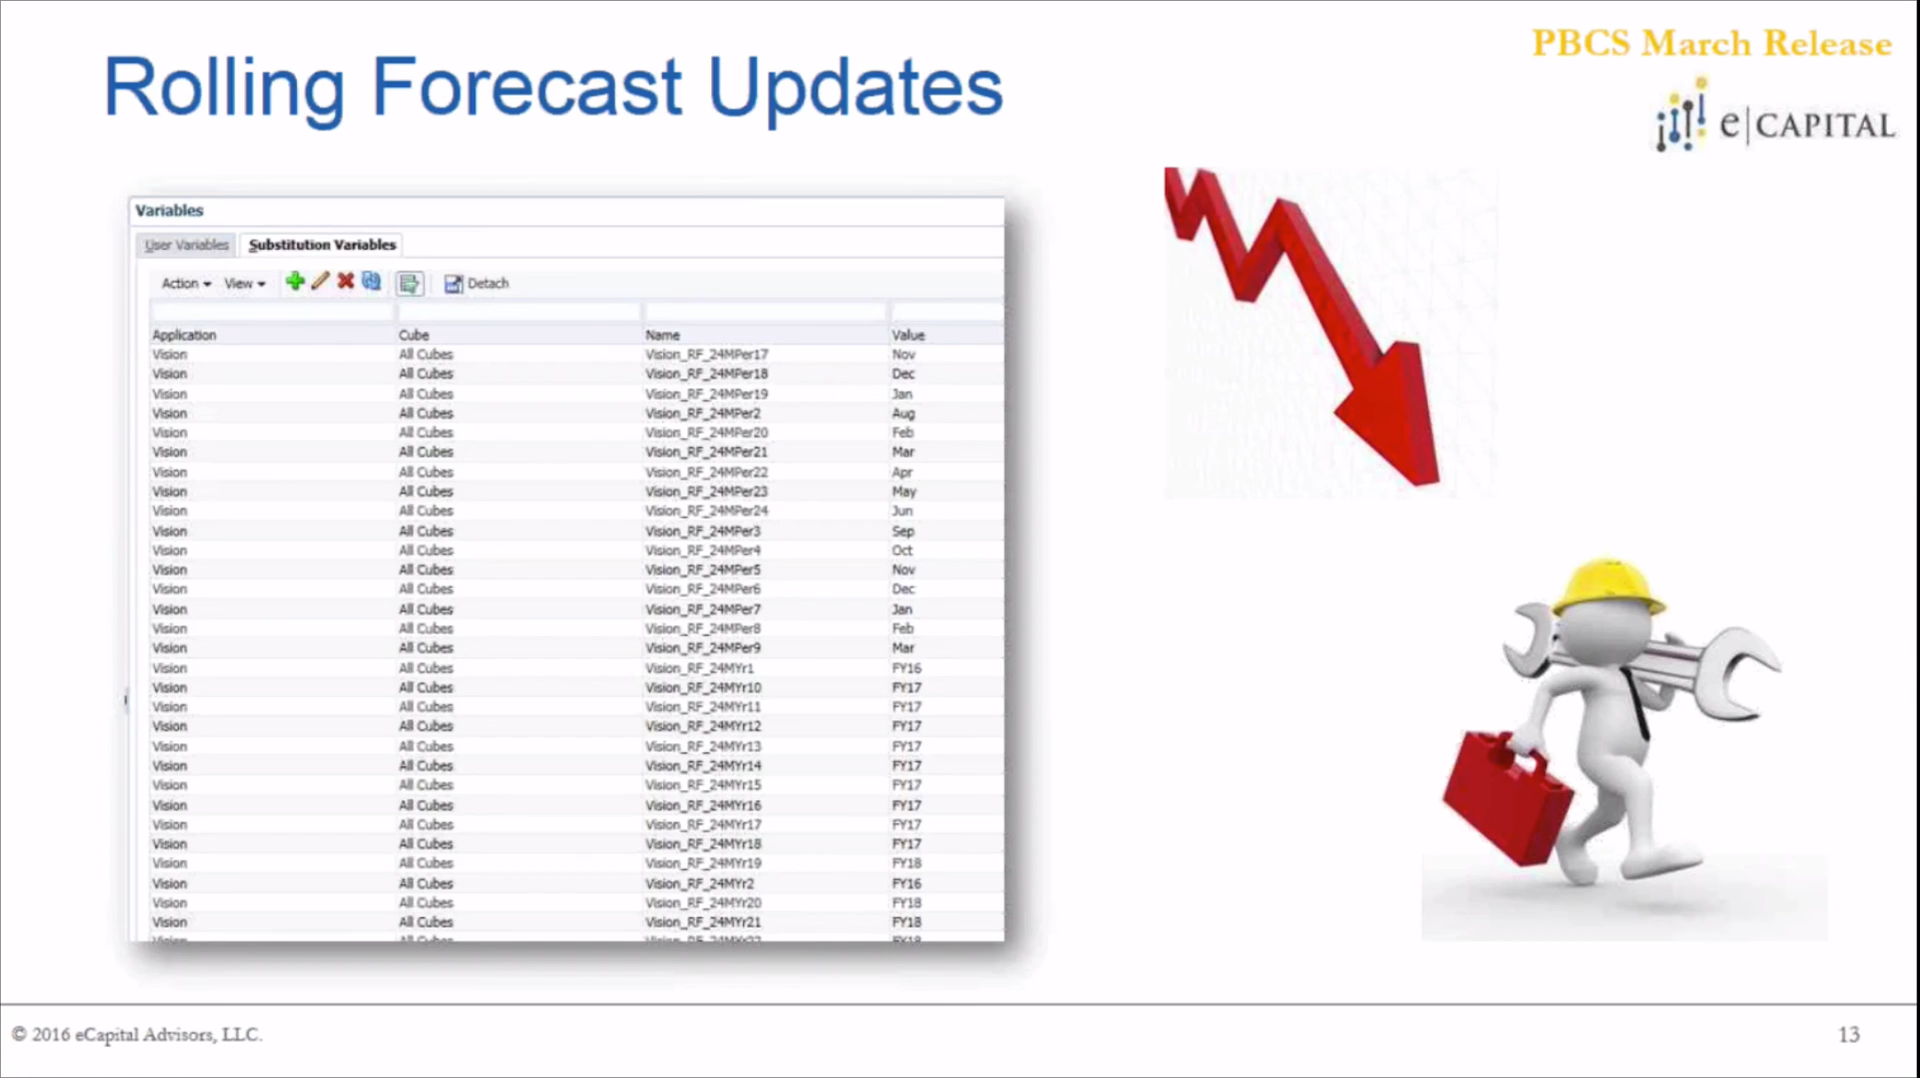 PBCS March Release
Rolling Forecast Updates
e|CAPITAL
Variables
User Variables Substitution Variables
Action View Detach
Application Cube Name Value
Vision All Cubes Vision_RF_24MPer17 Nov
Vision All Cubes Vision_RF_24MPer18 Dec
Vision All Cubes Vision_RF_24MPer19 Jan
Vision All Cubes Vision_RF_24MPer2 Aug
Vision All Cubes Vision_RF_24MPer20 Feb
Vision All Cubes Vision_RF_24MPer21 Mar
Vision All Cubes Vision_RF_24MPer22 Apr
Vision All Cubes Vision_RF_24MPer23 May
Vision All Cubes Vision_RF_24MPer24 Jun
Vision All Cubes Vision_RF_24MPer3 Sep
Vision All Cubes Vision_RF_24MPer4 Oct
Vision All Cubes Vision_RF_24MPer5 Nov
Vision All Cubes Vision_RF_24MPer6 Dec
Vision All Cubes Vision_RF_24MPer7 Jan
Vision All Cubes Vision_RF_24MPer8 Feb
Vision All Cubes Vision_RF_24MPer9 Mar
Vision All Cubes Vision_RF_24MYr1 FY16
Vision All Cubes Vision_RF_24MYr10 FY17
Vision All Cubes Vision_RF_24MYr11 FY17
Vision All Cubes Vision_RF_24MYr12 FY17
Vision All Cubes Vision_RF_24MYr13 FY17
Vision All Cubes Vision_RF_24MYr14 FY17
Vision All Cubes Vision_RF_24MYr15 FY17
Vision All Cubes Vision_RF_24MYr16 FY17
Vision All Cubes Vision_RF_24MYr17 FY17
Vision All Cubes Vision_RF_24MYr18 FY17
Vision All Cubes Vision_RF_24MYr19 FY18
Vision All Cubes Vision_RF_24MYr2 FY16
Vision All Cubes Vision_RF_24MYr20 FY18
Vision All Cubes Vision_RF_24MYr21 FY18
© 2016 eCapital Advisors, LLC.
13